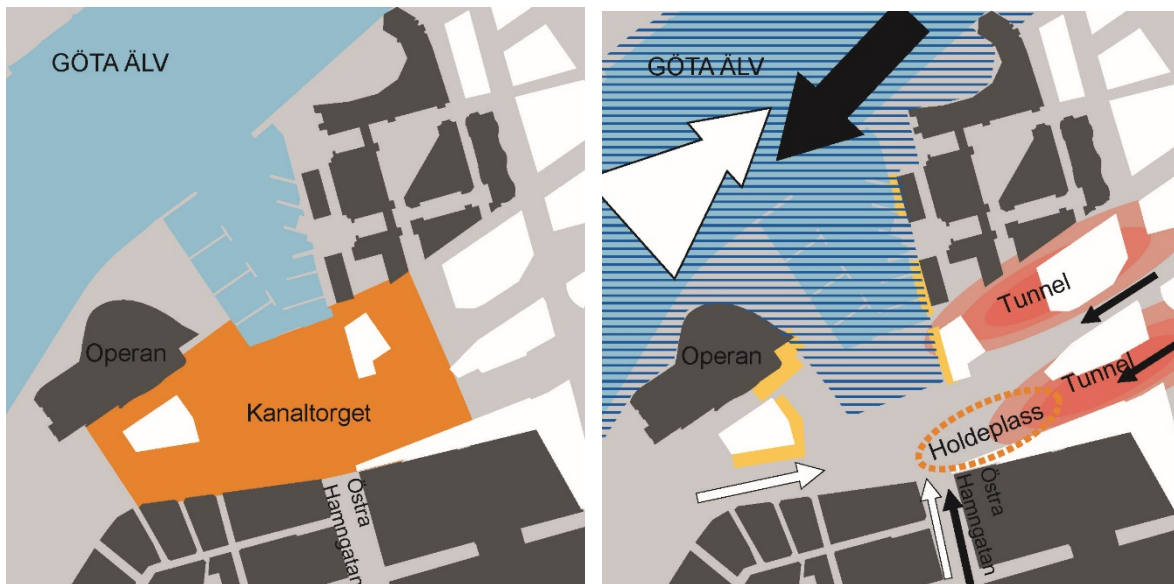 GÖTA ÄLV
Operan
Kanaltorget
Östra
Hamngatan
GÖTA ÄLV
Operan
Tunnel
Tunnel
Holdeplass
Östra
Hamngatan